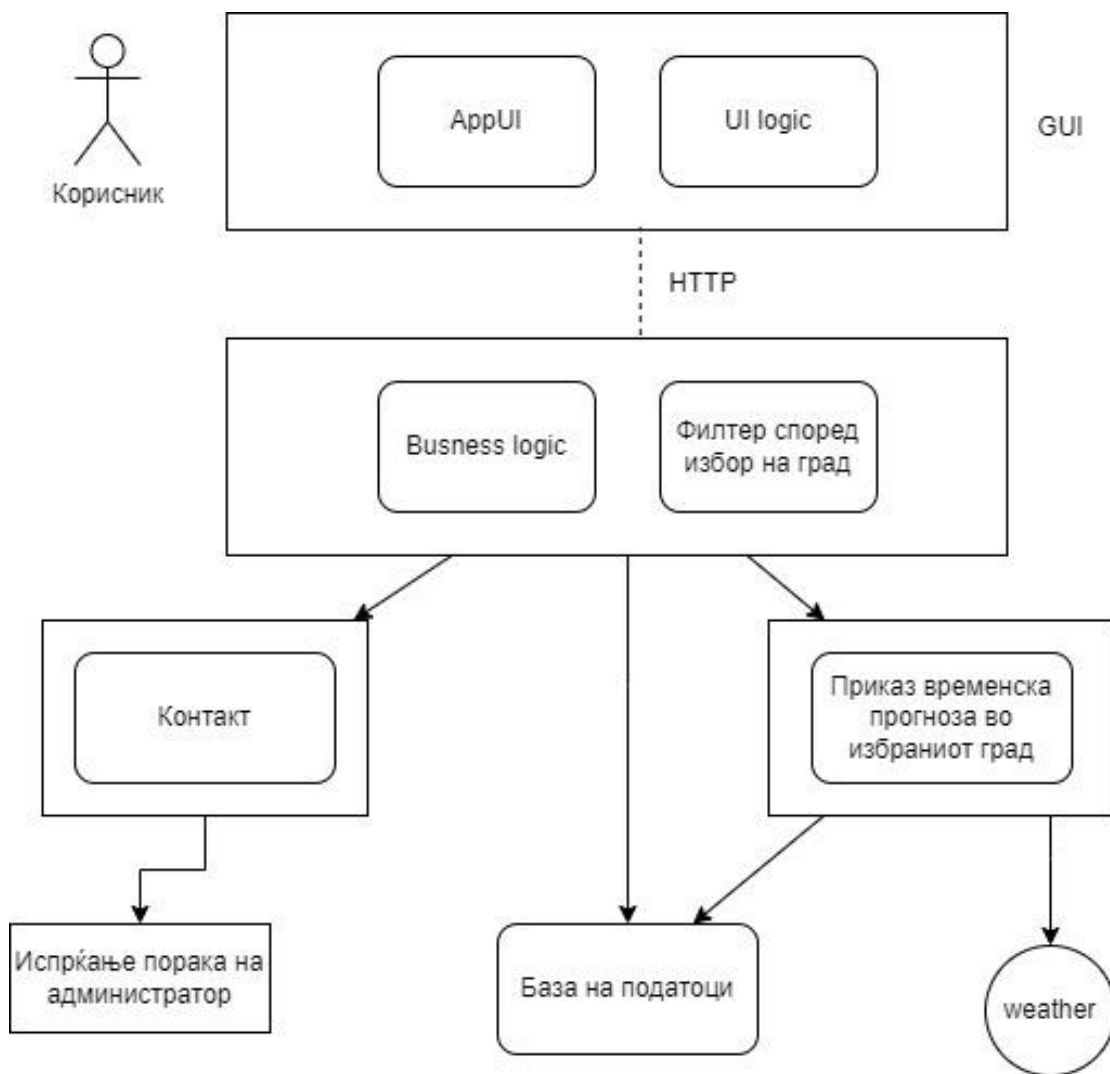 AppUI
UI logic
GUI
Корисник
HTTP
Busness logic
Филтер според
избор на град
Контакт
Приказ временска
прогноза во
избраниот град
Испрќање порака на
администратор
База на податоци
weather